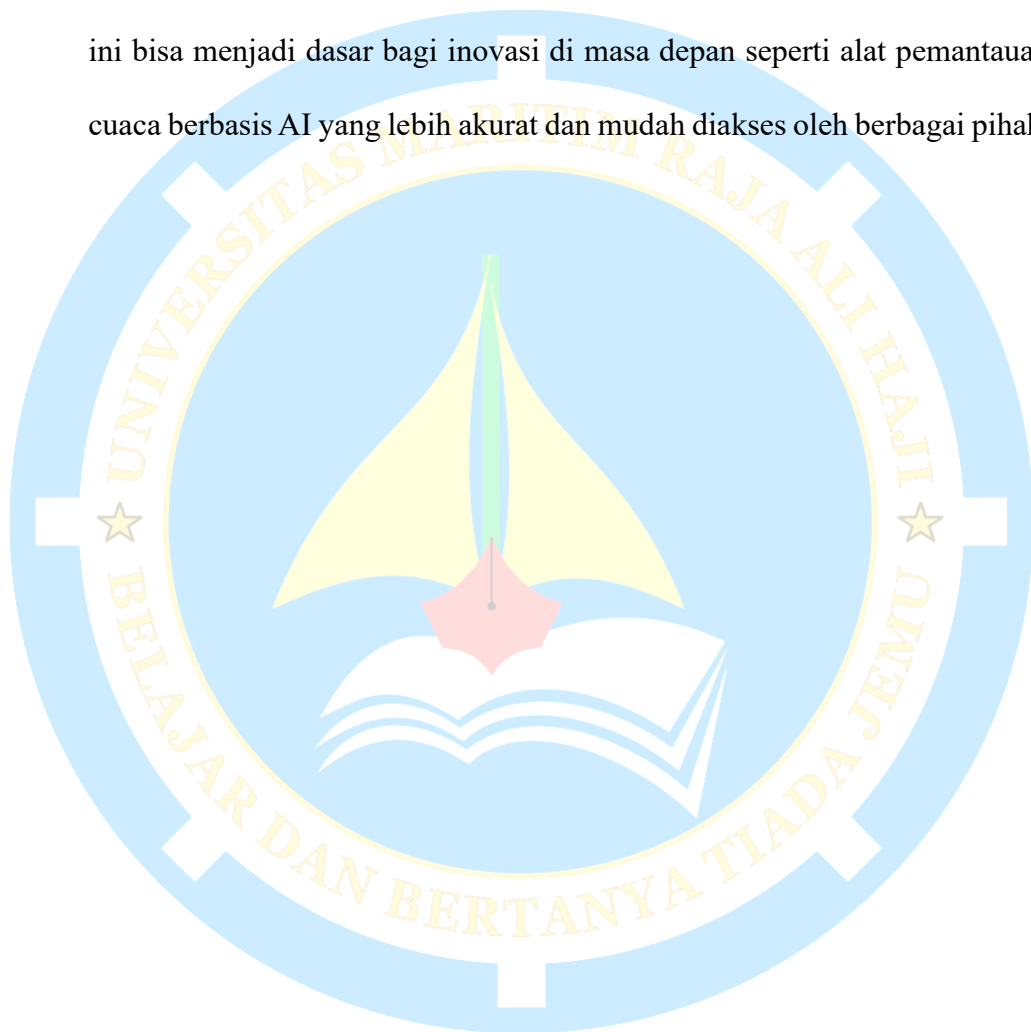 ini bisa menjadi dasar bagi inovasi di masa depan seperti alat pemantaua
cuaca berbasis AI yang lebih akurat dan mudah diakses oleh berbagai piha
UNIVERSITAS MARITIM RAJA ALI HAJI
BELAJAR DAN BERTANYA TIADA JEMU